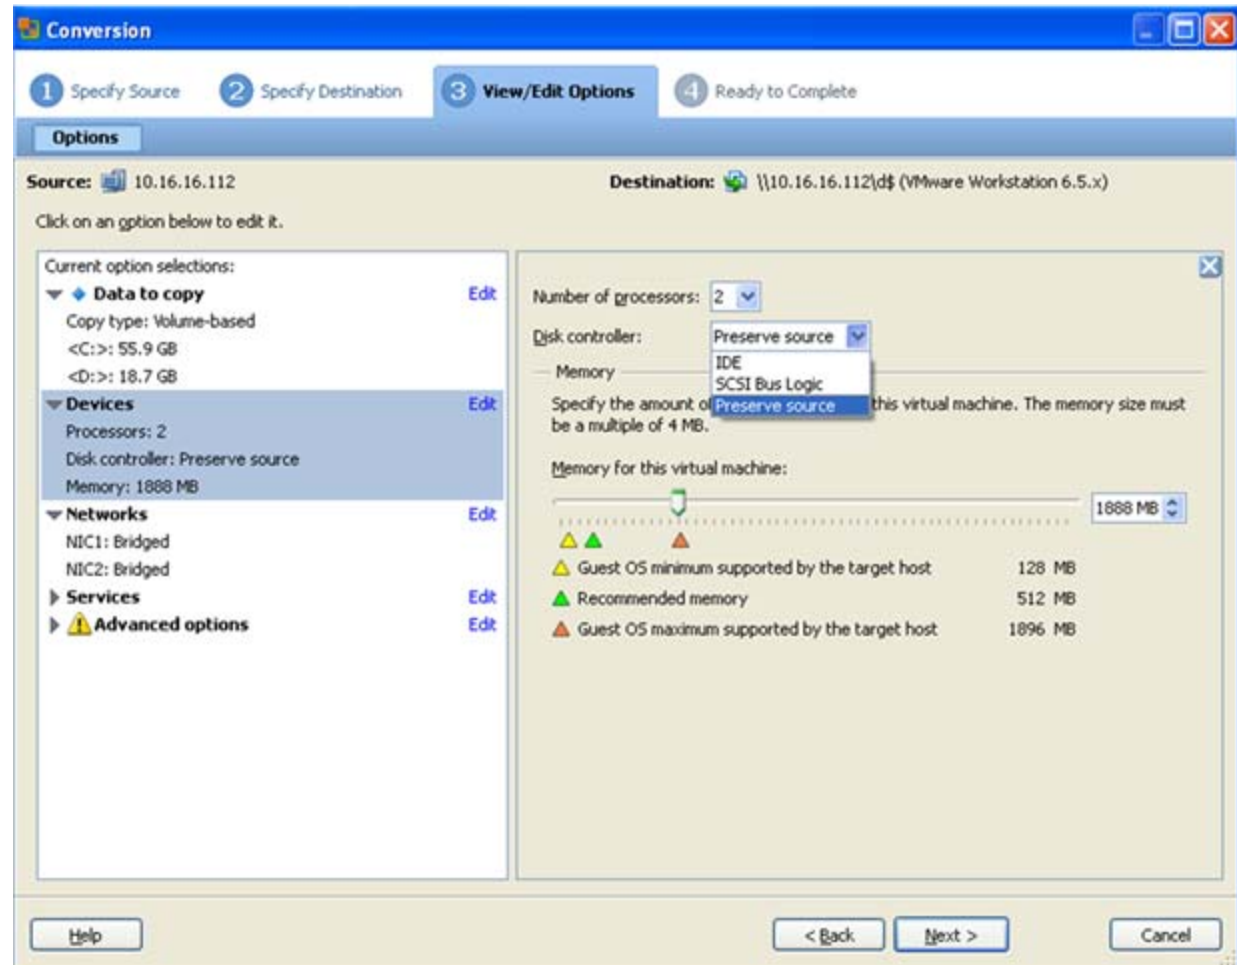 Conversion
1 Specify Source 2 Specify Destination 3 View/Edit Options 4 Ready to Complete
Options
Source: 10.16.16.112 Destination: \\10.16.16.112\d$ (VMware Workstation 6.5.x)
Click on an option below to edit it.
Current option selections:
Data to copy Edit
Copy type: Volume-based
<C:>: 55.9 GB
<D:>: 18.7 GB
Devices Edit
Processors: 2
Disk controller: Preserve source
Memory: 1888 MB
Networks Edit
NIC1: Bridged
NIC2: Bridged
Services Edit
Advanced options Edit
Number of processors: 2
Disk controller: Preserve source
IDE
SCSI Bus Logic
Preserve source
Memory
Specify the amount o this virtual machine. The memory size must
be a multiple of 4 MB.
Memory for this virtual machine:
1888 MB
Guest OS minimum supported by the target host 128 MB
Recommended memory 512 MB
Guest OS maximum supported by the target host 1896 MB
Help < Back Next > Cancel